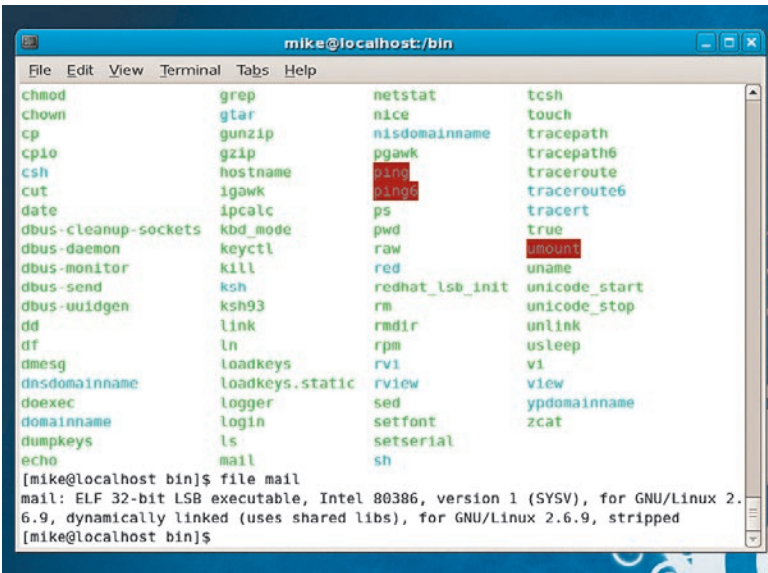 mike@localhost:/bin
File Edit View Terminal Tabs Help
chmod grep netstat tcsh
chown gtar nice touch
cp gunzip nisdomainname tracepath
cpio gzip pgawk tracepath6
csh hostname ping traceroute
cut igawk ping6 traceroute6
date ipcalc ps tracert
dbus-cleanup-sockets kbd_mode pwd true
dbus-daemon keyctl raw umount
dbus-monitor kill red uname
dbus-send ksh redhat_lsb_init unicode_start
dbus-uuidgen ksh93 rm unicode_stop
dd link rmdir unlink
df ln rpm usleep
dmesg loadkeys rvi vi
dnsdomainname loadkeys.static rview view
doexec logger sed ypdomainname
domainname login setfont zcat
dumpkeys ls setserial
echo mail sh
[mike@localhost bin]$ file mail
mail: ELF 32-bit LSB executable, Intel 80386, version 1 (SYSV), for GNU/Linux 2.
6.9, dynamically linked (uses shared libs), for GNU/Linux 2.6.9, stripped
[mike@localhost bin]$